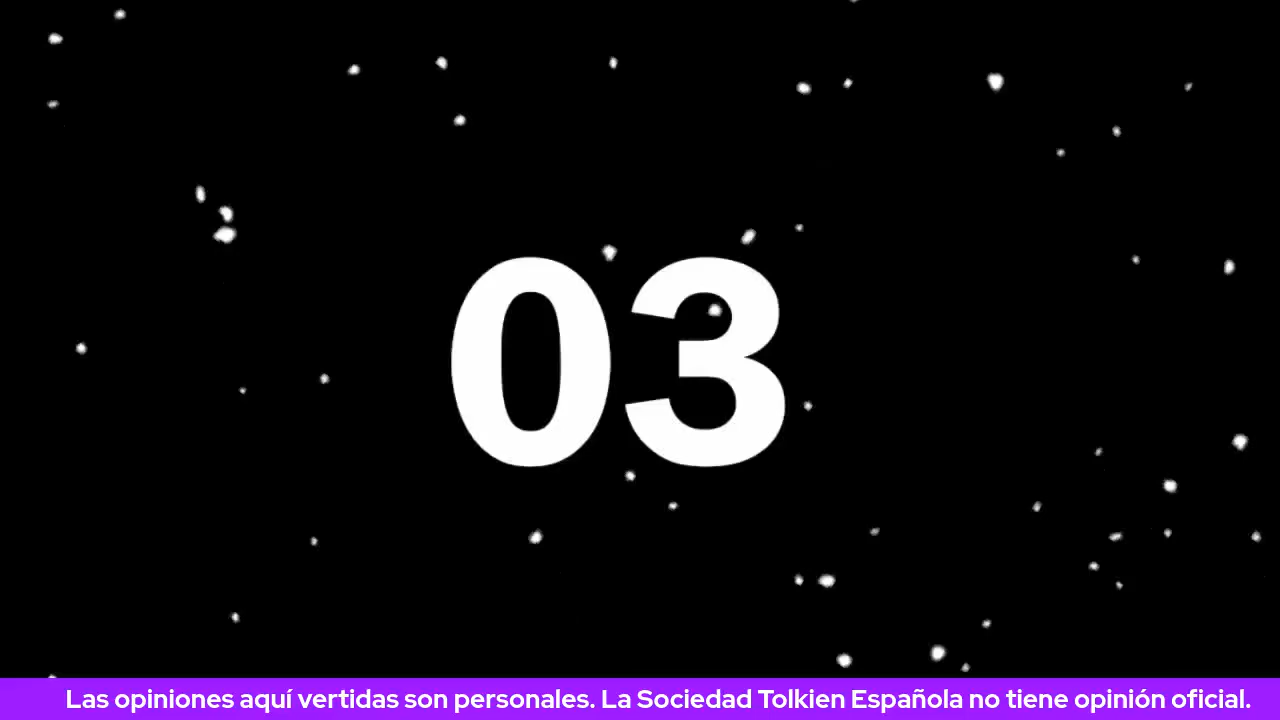 03
Las opiniones aquí vertidas son personales. La Sociedad Tolkien Española no tiene opinión oficial.